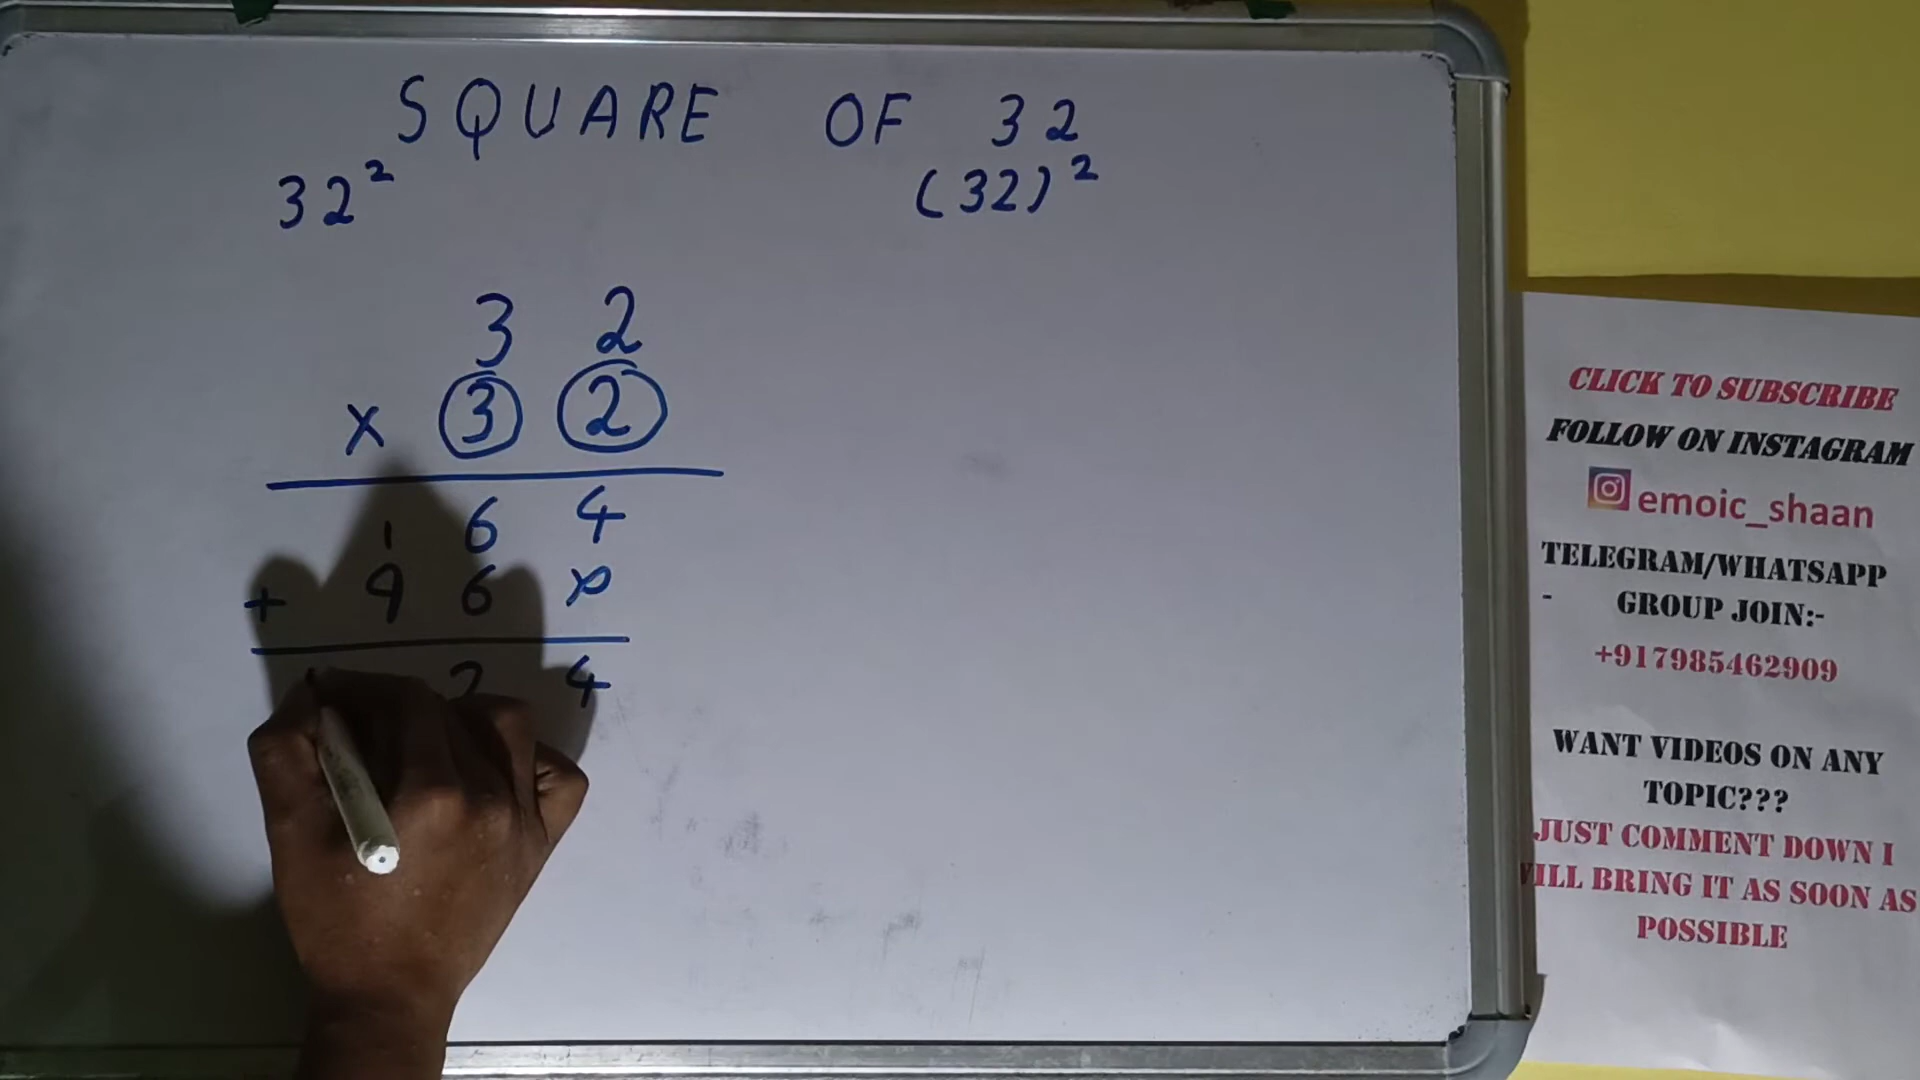 SQUARE OF 32
32² (32)²
3 2
x 3 2
1 6 4
+ 9 6 x
2 4
CLICK TO SUBSCRIBE
FOLLOW ON INSTAGRAM
emoic_shaan
TELEGRAM/WHATSAPP
- GROUP JOIN:-
+917985462909
WANT VIDEOS ON ANY
TOPIC???
JUST COMMENT DOWN I
WILL BRING IT AS SOON AS
POSSIBLE